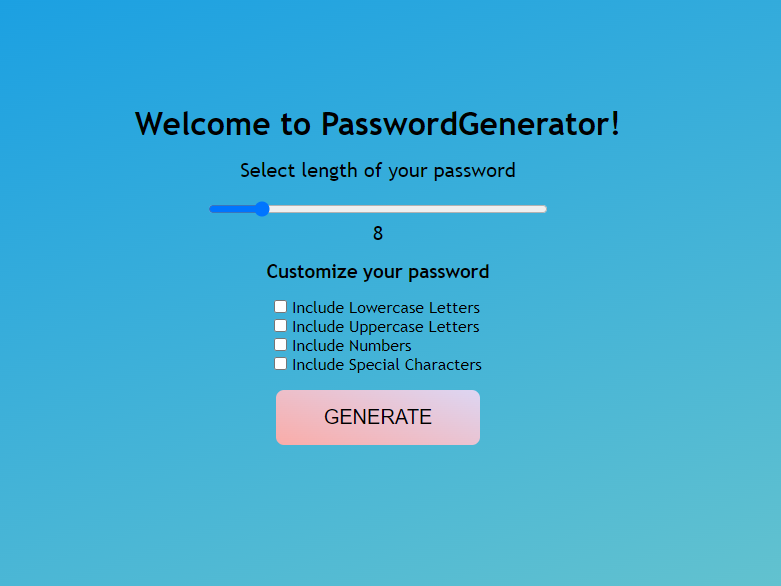 Welcome to PasswordGenerator!
Select length of your password
8
Customize your password
Include Lowercase Letters
Include Uppercase Letters
Include Numbers
Include Special Characters
GENERATE